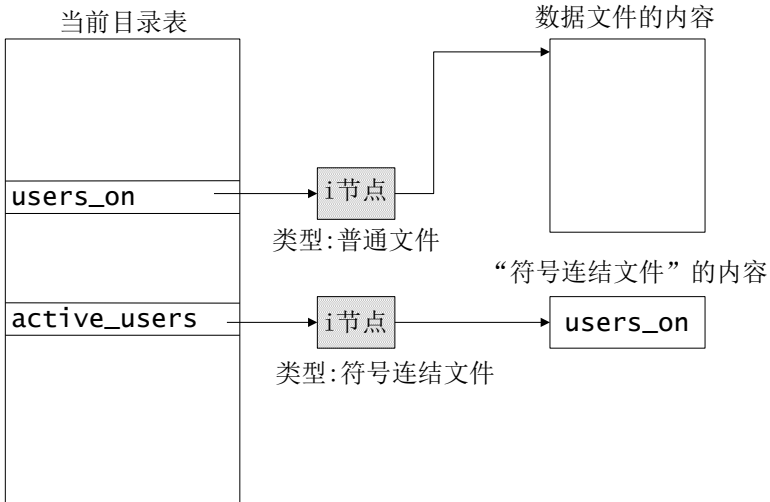 当前目录表
数据文件的内容
users_on
i节点
类型:普通文件
“符号连结文件”的内容
active_users
i节点
users_on
类型:符号连结文件